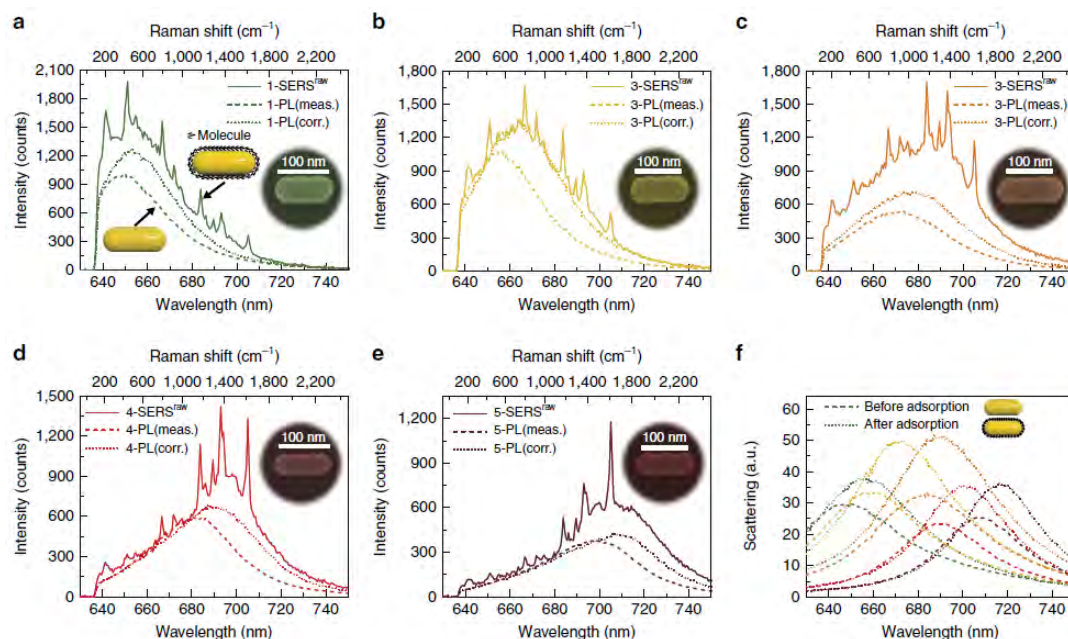 a
Raman shift (cm⁻¹)
200 600 1,000 1,400 1,800 2,200
2,100
1,800
1,500
1,200
900
600
300
0
Intensity (counts)
1-SERSraw
1-PL(meas.)
1-PL(corr.)
Molecule
100 nm
640 660 680 700 720 740
Wavelength (nm)
b
Raman shift (cm⁻¹)
200 600 1,000 1,400 1,800 2,200
1,800
1,500
1,200
900
600
300
0
Intensity (counts)
3-SERSraw
3-PL(meas.)
3-PL(corr.)
100 nm
640 660 680 700 720 740
Wavelength (nm)
c
Raman shift (cm⁻¹)
200 600 1,000 1,400 1,800 2,200
1,800
1,500
1,200
900
600
300
0
Intensity (counts)
3-SERSraw
3-PL(meas.)
3-PL(corr.)
100 nm
640 660 680 700 720 740
Wavelength (nm)
d
Raman shift (cm⁻¹)
200 600 1,000 1,400 1,800 2,200
1,500
1,200
900
600
300
0
Intensity (counts)
4-SERSraw
4-PL(meas.)
4-PL(corr.)
100 nm
640 660 680 700 720 740
Wavelength (nm)
e
Raman shift (cm⁻¹)
200 600 1,000 1,400 1,800 2,200
1,200
900
600
300
0
Intensity (counts)
5-SERSraw
5-PL(meas.)
5-PL(corr.)
100 nm
640 660 680 700 720 740
Wavelength (nm)
f
60
50
40
30
20
10
0
Scattering (a.u.)
Before adsorption
After adsorption
640 660 680 700 720 740
Wavelength (nm)